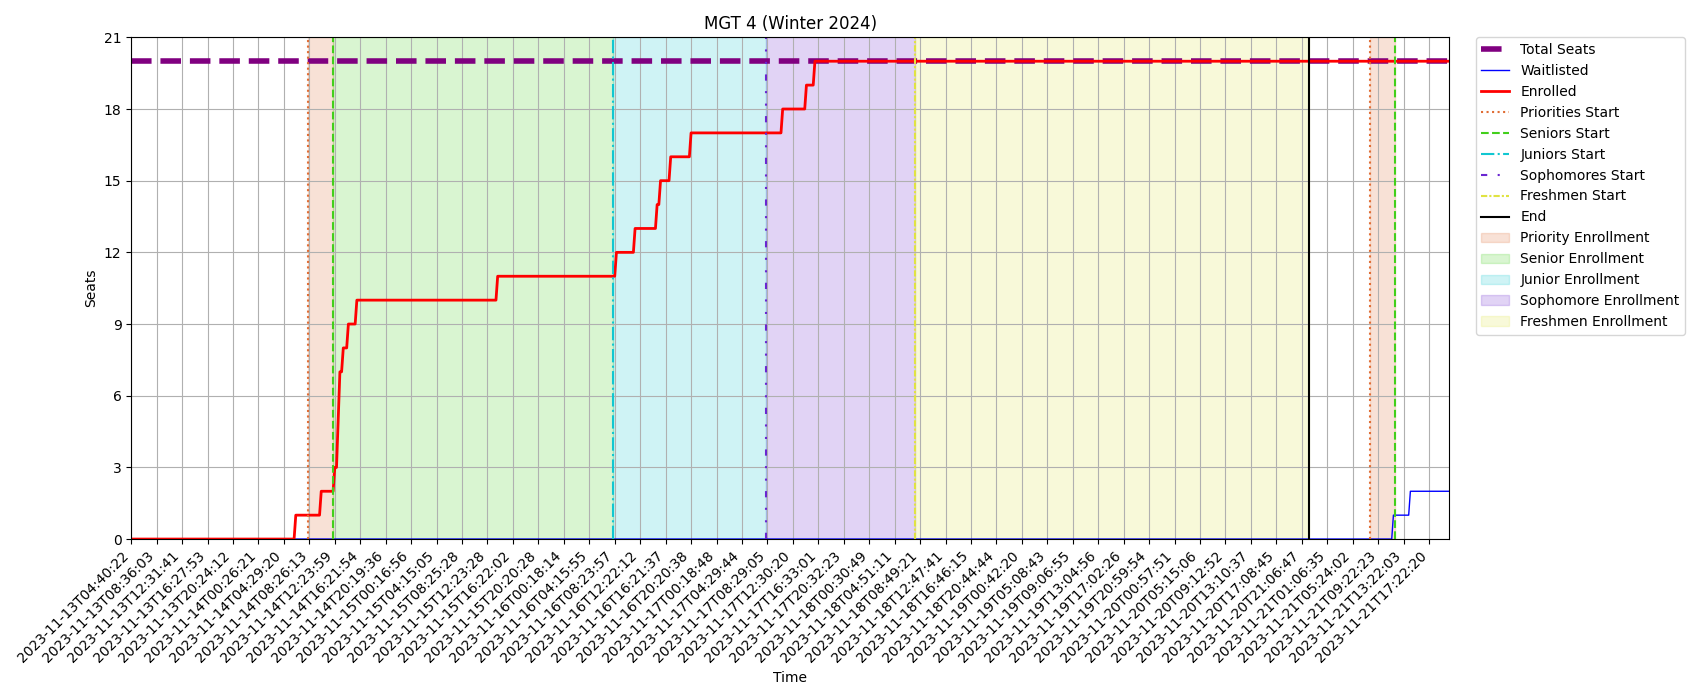 MGT 4 (Winter 2024)
21
18
15
12
9
6
3
0
Seats
2023-11-13T04:40:22
2023-11-13T08:36:03
2023-11-13T12:31:41
2023-11-13T16:27:53
2023-11-13T20:24:12
2023-11-14T00:26:21
2023-11-14T04:29:20
2023-11-14T08:26:13
2023-11-14T12:23:59
2023-11-14T16:21:54
2023-11-14T20:19:36
2023-11-15T00:16:56
2023-11-15T04:15:05
2023-11-15T08:25:28
2023-11-15T12:23:28
2023-11-15T16:22:02
2023-11-15T20:20:28
2023-11-16T00:18:14
2023-11-16T04:15:55
2023-11-16T08:23:57
2023-11-16T12:22:12
2023-11-16T16:21:37
2023-11-16T20:20:38
2023-11-17T00:18:48
2023-11-17T04:29:44
2023-11-17T08:29:05
2023-11-17T12:30:20
2023-11-17T16:33:01
2023-11-17T20:32:23
2023-11-18T00:30:49
2023-11-18T04:51:11
2023-11-18T08:49:21
2023-11-18T12:47:41
2023-11-18T16:46:15
2023-11-18T20:44:44
2023-11-19T00:42:20
2023-11-19T05:08:43
2023-11-19T09:06:55
2023-11-19T13:04:56
2023-11-19T17:02:26
2023-11-19T20:59:54
2023-11-20T00:57:51
2023-11-20T05:15:06
2023-11-20T09:12:52
2023-11-20T13:10:37
2023-11-20T17:08:45
2023-11-20T21:06:47
2023-11-21T01:06:35
2023-11-21T05:24:02
2023-11-21T09:22:23
2023-11-21T13:22:03
2023-11-21T17:22:20
Time
Total Seats
Waitlisted
Enrolled
Priorities Start
Seniors Start
Juniors Start
Sophomores Start
Freshmen Start
End
Priority Enrollment
Senior Enrollment
Junior Enrollment
Sophomore Enrollment
Freshmen Enrollment